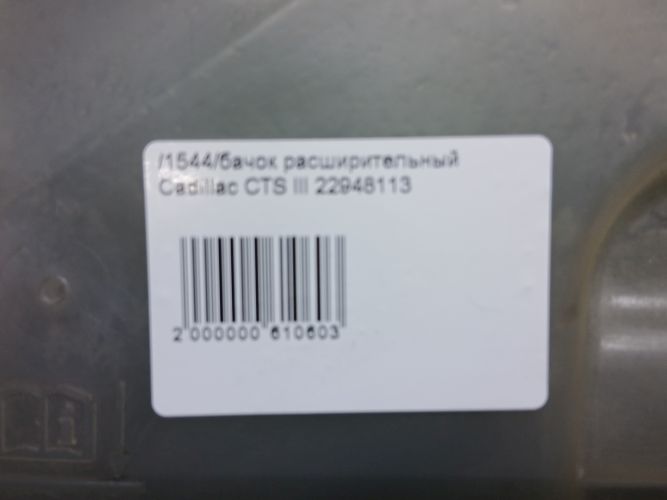 /1544/бачок расширительный
Cadillac CTS III 22948113
2 000000 610603